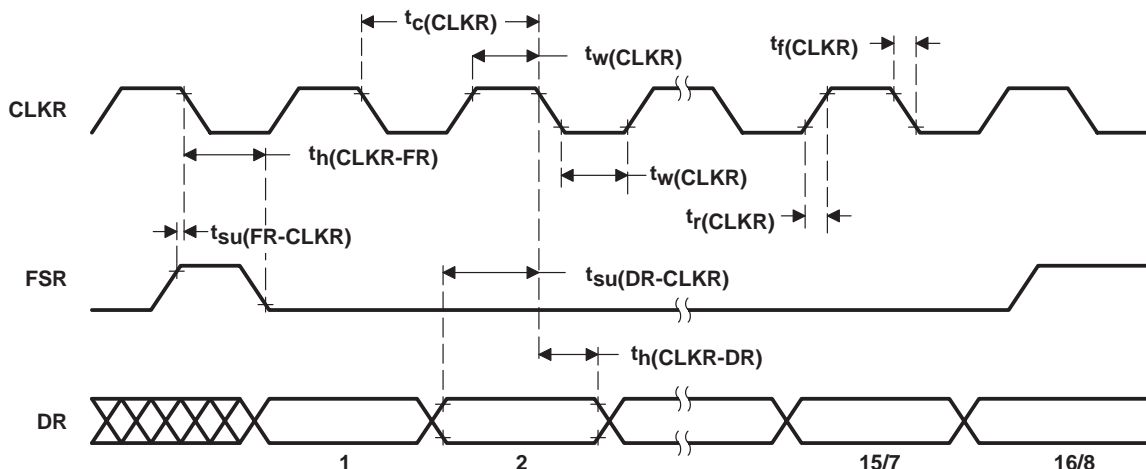 tc(CLKR)
tw(CLKR)
tf(CLKR)
CLKR
th(CLKR-FR)
tw(CLKR)
tr(CLKR)
tsu(FR-CLKR)
FSR
tsu(DR-CLKR)
th(CLKR-DR)
DR
1
2
15/7
16/8